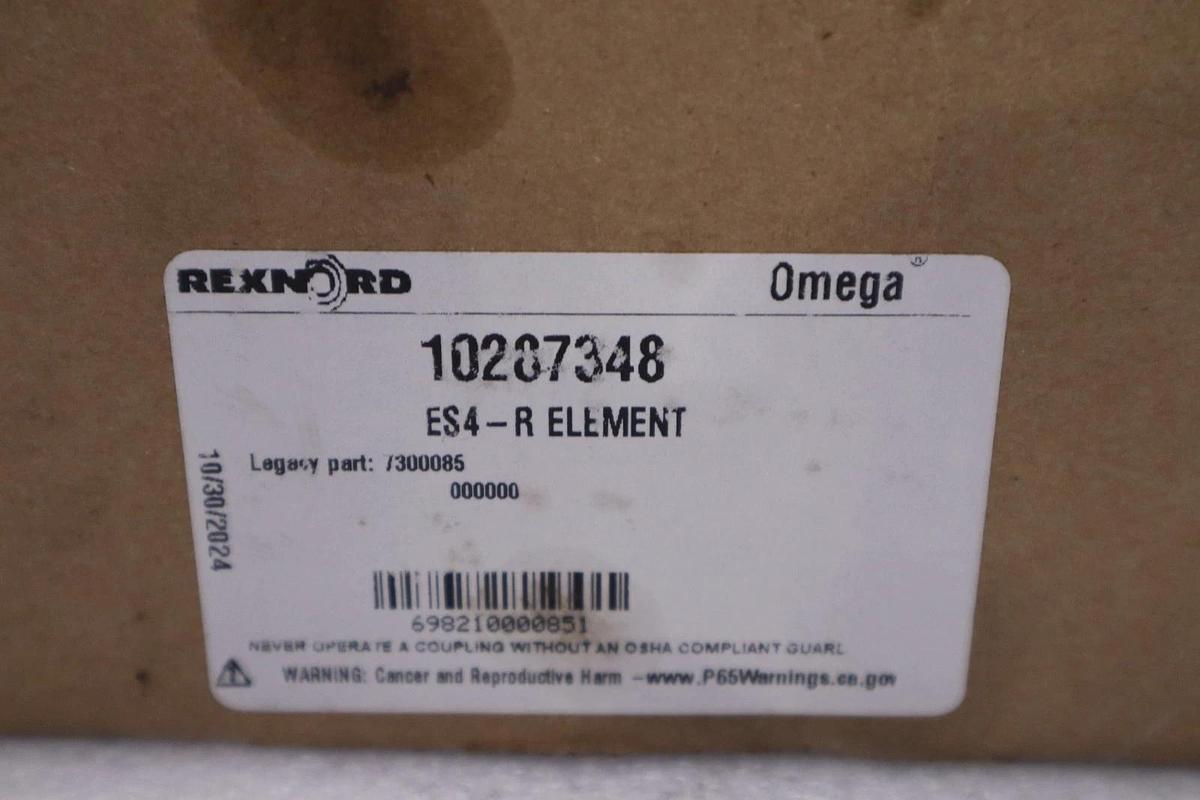 REXNORD Omega®
10287348
ES4-R ELEMENT
Legacy part: 7300085
000000
10/30/2024
698210000851
NEVER OPERATE A COUPLING WITHOUT AN OSHA COMPLIANT GUARD
WARNING: Cancer and Reproductive Harm -www.P65Warnings.ca.gov